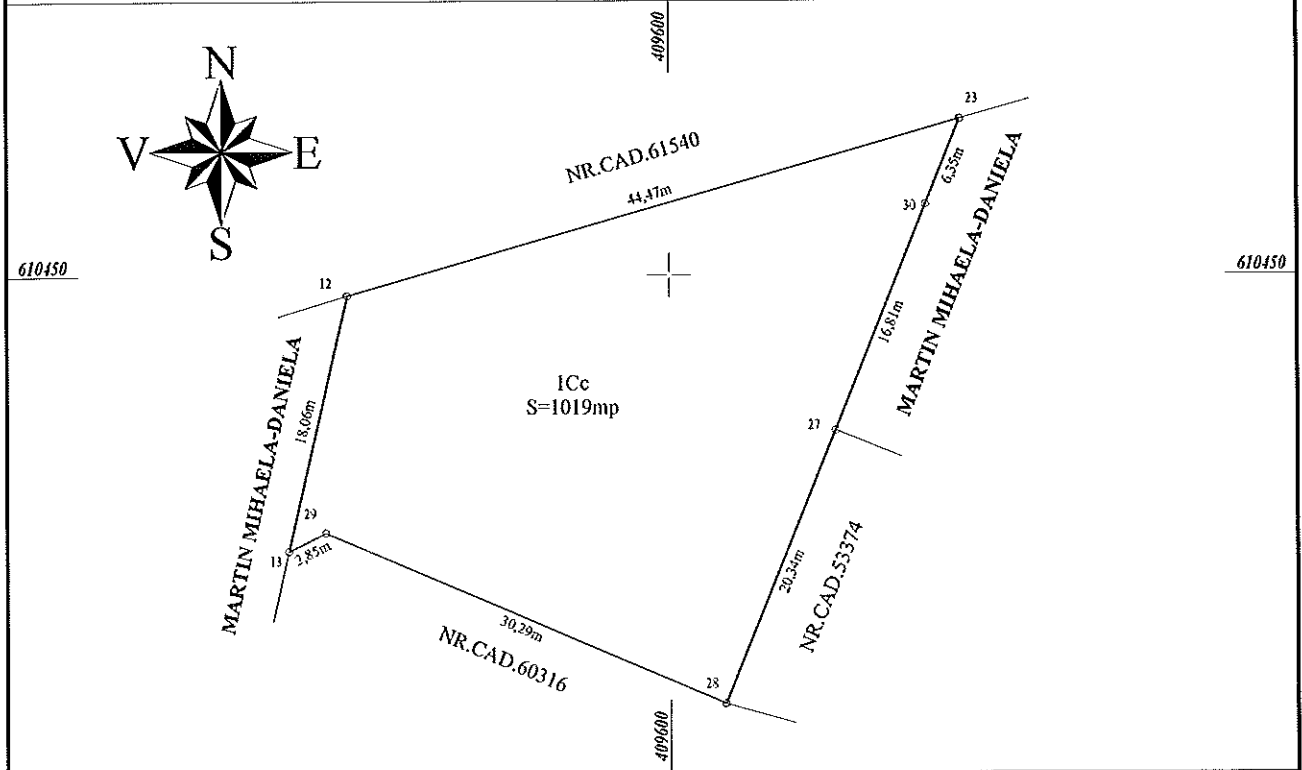 409600
N
V
E
S
23
NR.CAD.61540
6,35m
44,47m
30
MARTIN MIHAELA-DANIELA
610450
610450
12
16,81m
MARTIN MIHAELA-DANIELA
1Cc
S=1019mp
18,06m
27
29
13
2,85m
20,34m
NR.CAD.53374
30,29m
NR.CAD.60316
28
409600